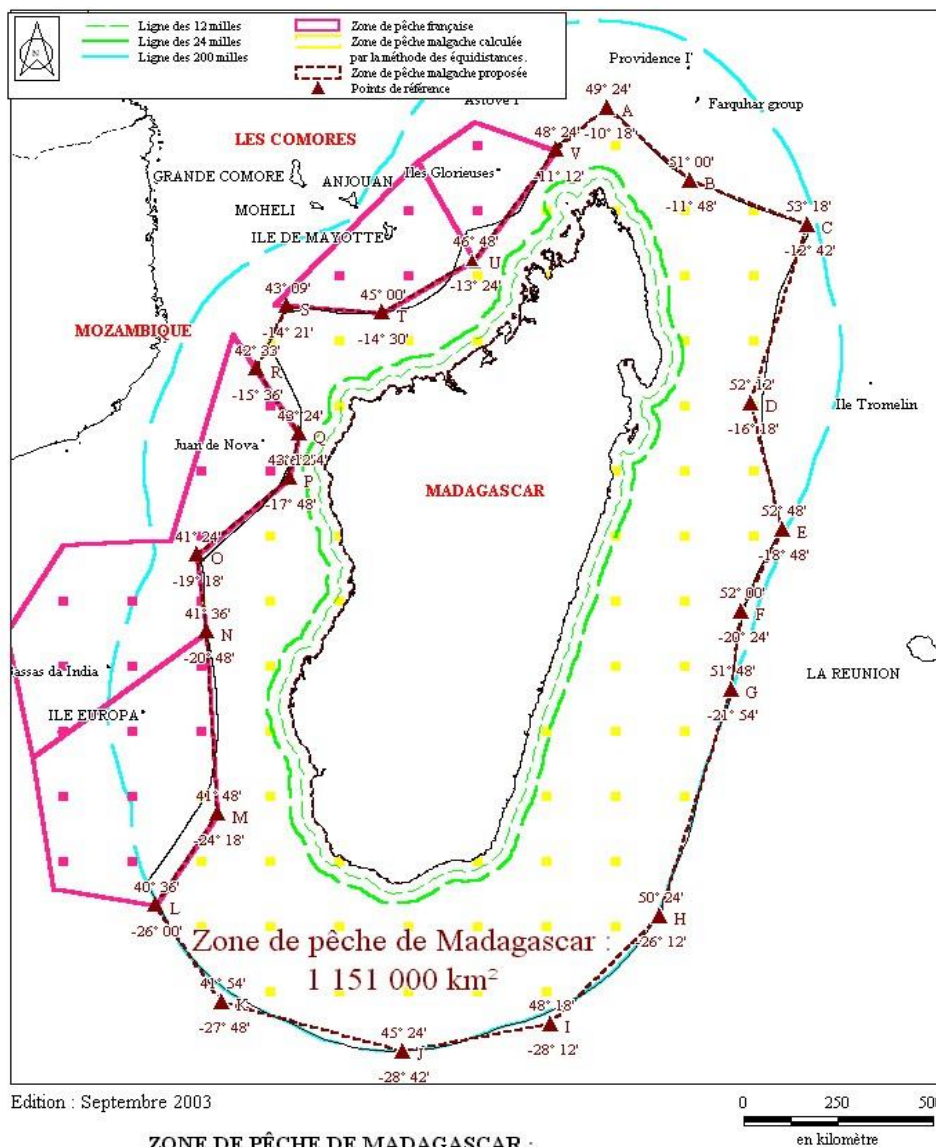 Ligne des 12 milles
Ligne des 24 milles
Ligne des 200 milles
Zone de pêche française
Zone de pêche malgache calculée
par la méthode des équidistances.
Zone de pêche malgache proposée
Points de référence
N
Providence I
Astove I
Farquhar group
49° 24'
A
-10° 18'
LES COMORES
48° 24'
V
-11° 12'
GRANDE COMORE
ANJOUAN
Iles Glorieuses
51° 00'
B
-11° 48'
MOHELI
ILE DE MAYOTTE
53° 18'
C
-12° 42'
46° 48'
U
-13° 24'
43° 09'
S
-14° 21'
45° 00'
T
-14° 30'
MOZAMBIQUE
42° 33'
R
-15° 36'
52° 12'
D
-16° 18'
Ile Tromelin
43° 24'
Q
Juan de Nova
43° 12'
P
-17° 48'
MADAGASCAR
52° 48'
E
-18° 48'
41° 24'
O
-19° 18'
52° 00'
F
-20° 24'
41° 36'
N
-20° 48'
51° 48'
G
-21° 54'
LA REUNION
Bassas da India
ILE EUROPA
41° 48'
M
-24° 18'
40° 36'
L
-26° 00'
50° 24'
H
-26° 12'
Zone de pêche de Madagascar :
1 151 000 km²
41° 54'
K
-27° 48'
48° 18'
I
-28° 12'
45° 24'
J
-28° 42'
Edition : Septembre 2003
0 250 500
en kilomètre
ZONE DE PÊCHE DE MADAGASCAR :